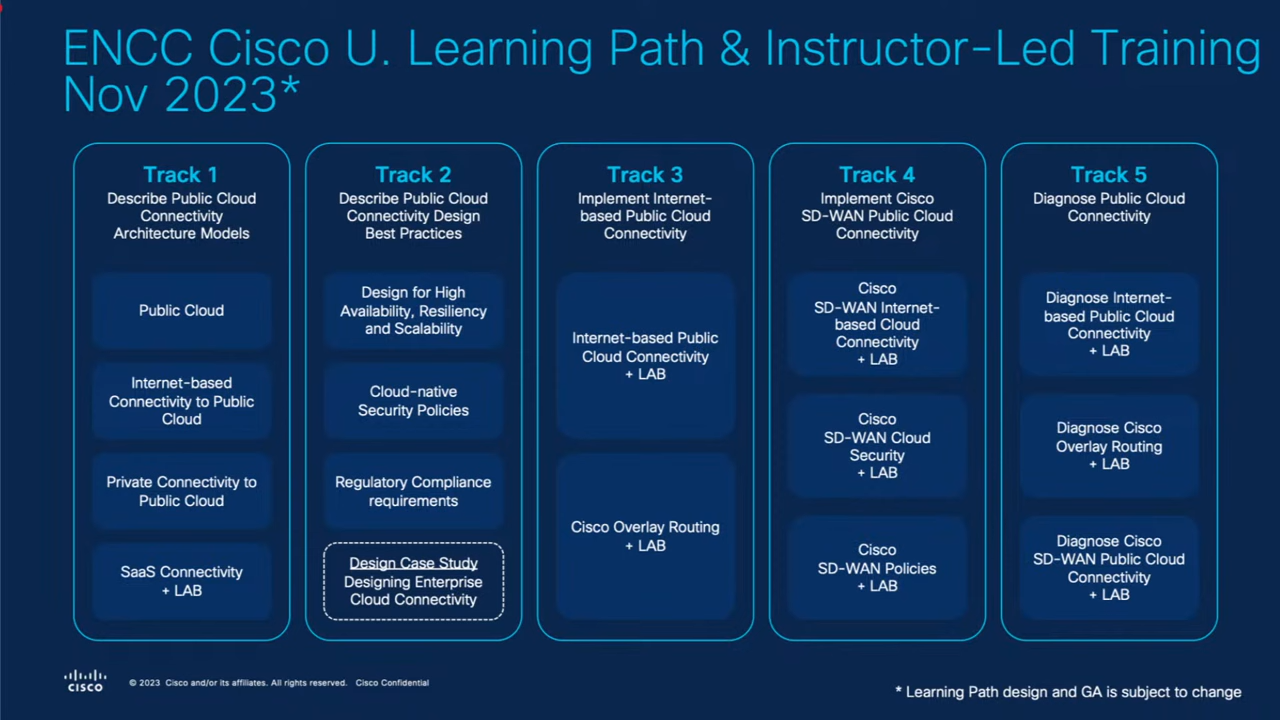 ENCC Cisco U. Learning Path & Instructor-Led Training
Nov 2023*
Track 1
Describe Public Cloud
Connectivity
Architecture Models
Public Cloud
Internet-based
Connectivity to Public
Cloud
Private Connectivity to
Public Cloud
SaaS Connectivity
+ LAB
Track 2
Describe Public Cloud
Connectivity Design
Best Practices
Design for High
Availability, Resiliency
and Scalability
Cloud-native
Security Policies
Regulatory Compliance
requirements
Design Case Study
Designing Enterprise
Cloud Connectivity
Track 3
Implement Internet-
based Public Cloud
Connectivity
Internet-based Public
Cloud Connectivity
+ LAB
Cisco Overlay Routing
+ LAB
Track 4
Implement Cisco
SD-WAN Public Cloud
Connectivity
Cisco
SD-WAN Internet-
based Cloud
Connectivity
+ LAB
Cisco
SD-WAN Cloud
Security
+ LAB
Cisco
SD-WAN Policies
+ LAB
Track 5
Diagnose Public Cloud
Connectivity
Diagnose Internet-
based Public Cloud
Connectivity
+ LAB
Diagnose Cisco
Overlay Routing
+ LAB
Diagnose Cisco
SD-WAN Public Cloud
Connectivity
+ LAB
CISCO
© 2023 Cisco and/or its affiliates. All rights reserved. Cisco Confidential
* Learning Path design and GA is subject to change